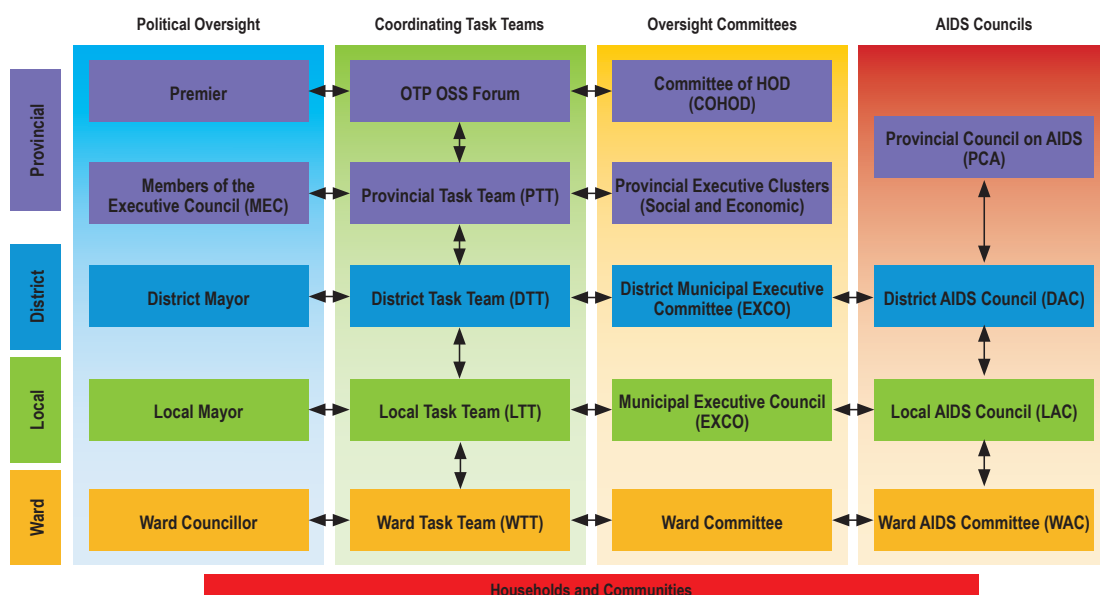 Political Oversight
Coordinating Task Teams
Oversight Committees
AIDS Councils
Provincial
Premier
OTP OSS Forum
Committee of HOD
(COHOD)
Provincial Council on AIDS
(PCA)
Members of the
Executive Council (MEC)
Provincial Task Team (PTT)
Provincial Executive Clusters
(Social and Economic)
District
District Mayor
District Task Team (DTT)
District Municipal Executive
Committee (EXCO)
District AIDS Council (DAC)
Local
Local Mayor
Local Task Team (LTT)
Municipal Executive Council
(EXCO)
Local AIDS Council (LAC)
Ward
Ward Councillor
Ward Task Team (WTT)
Ward Committee
Ward AIDS Committee (WAC)
Households and Communities